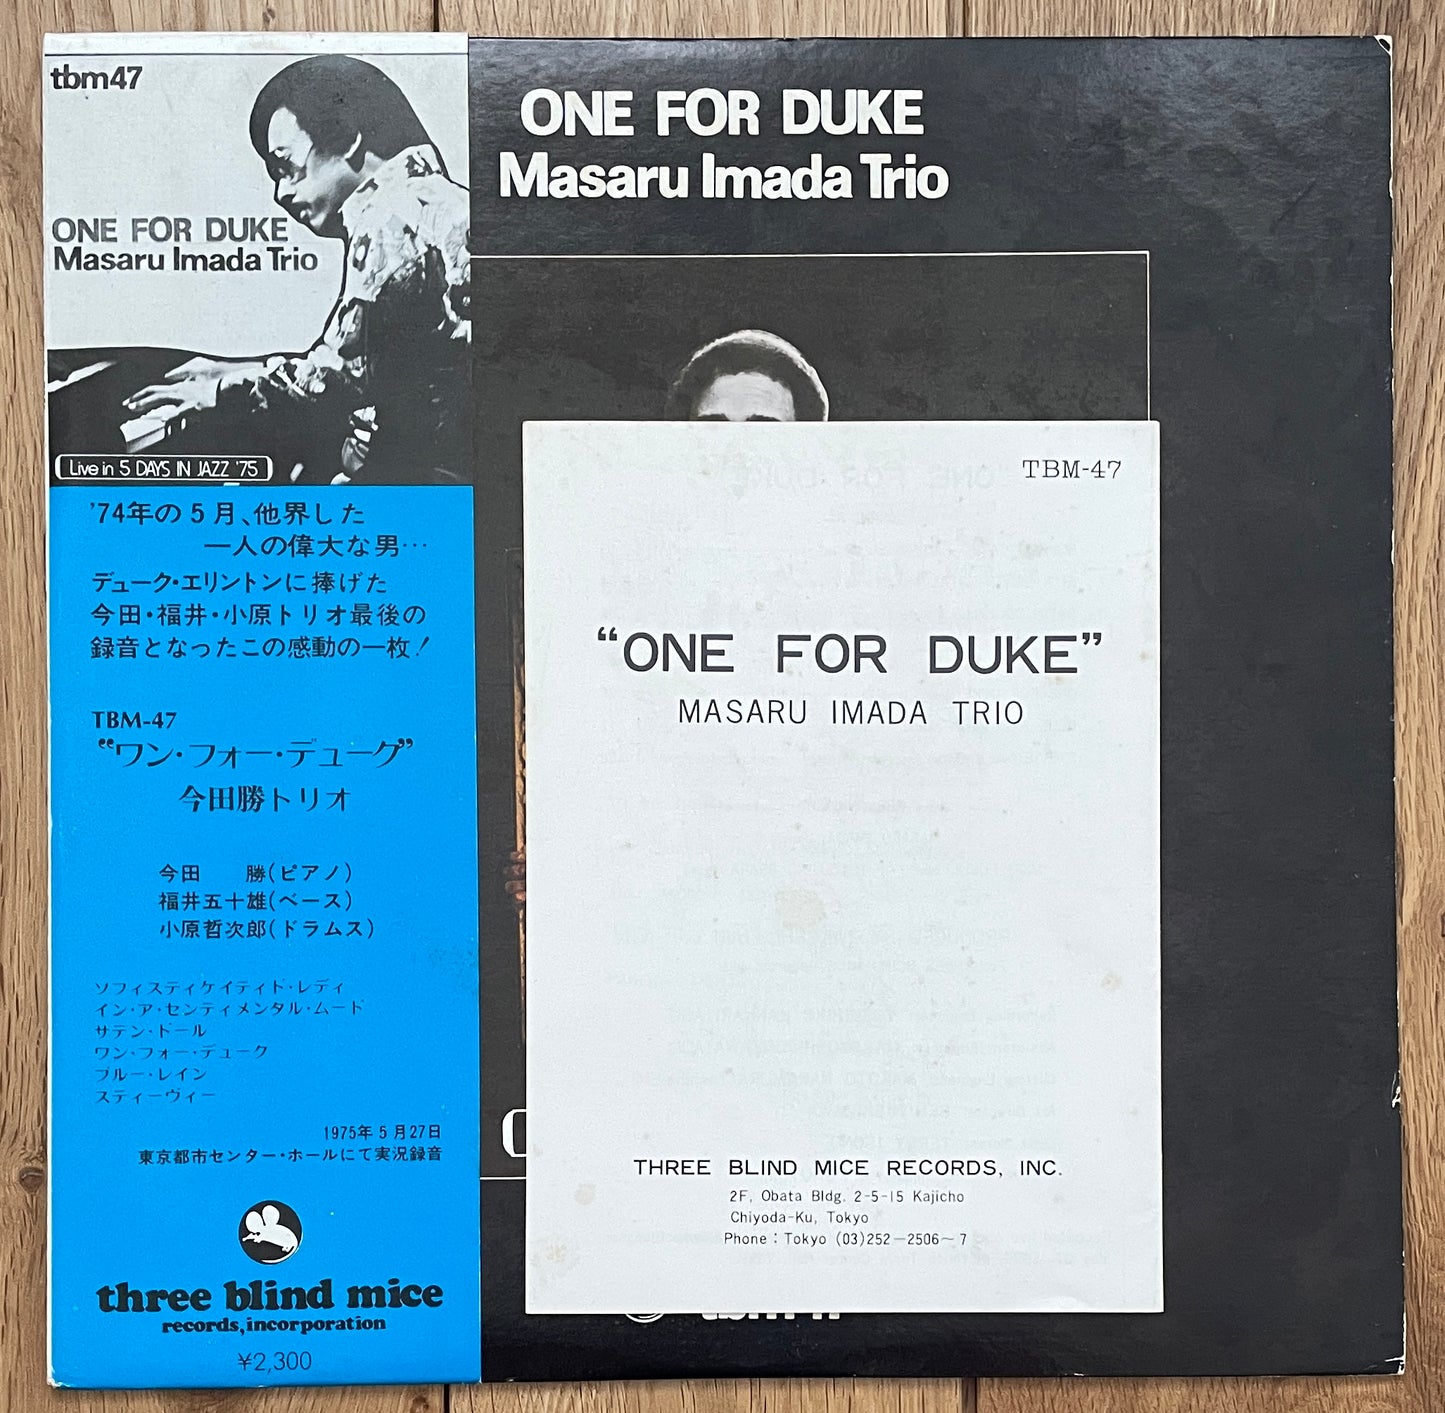 tbm47
ONE FOR DUKE
Masaru Imada Trio
Live in 5 DAYS IN JAZZ '75
'74年の5月、他界した
一人の偉大な男…
デューク・エリントンに捧げた
今田・福井・小原トリオ最後の
録音となったこの感動の一枚!
TBM-47
“ワン・フォー・デューク”
今田勝トリオ
今田 勝(ピアノ)
福井五十雄(ベース)
小原哲次郎(ドラムス)
ソフィスティケイティド・レディ
イン・ア・センティメンタル・ムード
サテン・ドール
ワン・フォー・デューク
ブルー・レイン
スティーヴィー
1975年5月27日
東京都市センター・ホールにて実況録音
three blind mice
records, incorporation
¥2,300
ONE FOR DUKE
Masaru Imada Trio
TBM-47
“ONE FOR DUKE”
MASARU IMADA TRIO
THREE BLIND MICE RECORDS, INC.
2F, Obata Bldg. 2-5-15 Kajicho
Chiyoda-Ku, Tokyo
Phone : Tokyo (03)252-2506~7